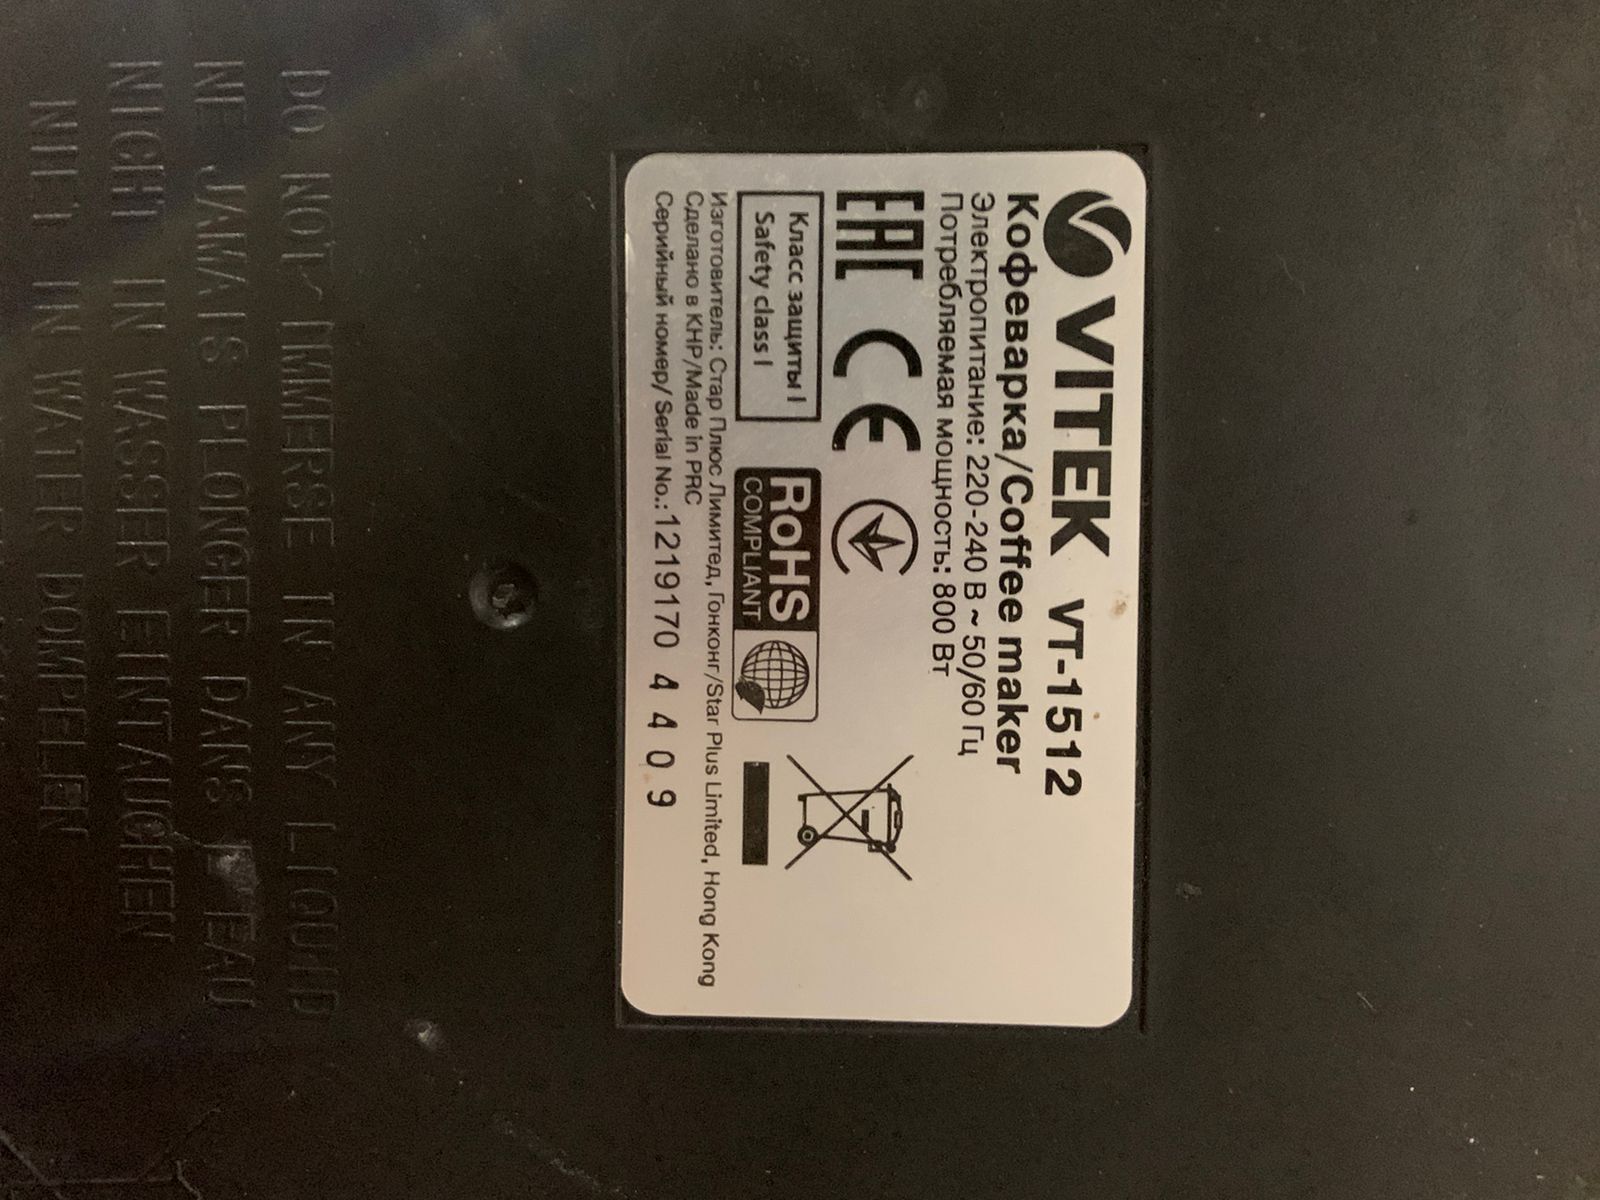 VITEK VT-1512
Кофеварка/Coffee maker
Электропитание: 220-240 В ~ 50/60 Гц
Потребляемая мощность: 800 Вт
EAC CE
Класс защиты I
Safety class I
RoHS
COMPLIANT
Изготовитель: Стар Плюс Лимитед, Гонконг/Star Plus Limited, Hong Kong
Сделано в КНР/Made in PRC
Серийный номер/ Serial No.:1219170 4 4 0 9
DO NOT IMMERSE IN ANY LIQUID
NE JAMAIS PLONGER DANS L'EAU
NICHT IN WASSER EINTAUCHEN
NIET IN WATER DOMPELEN